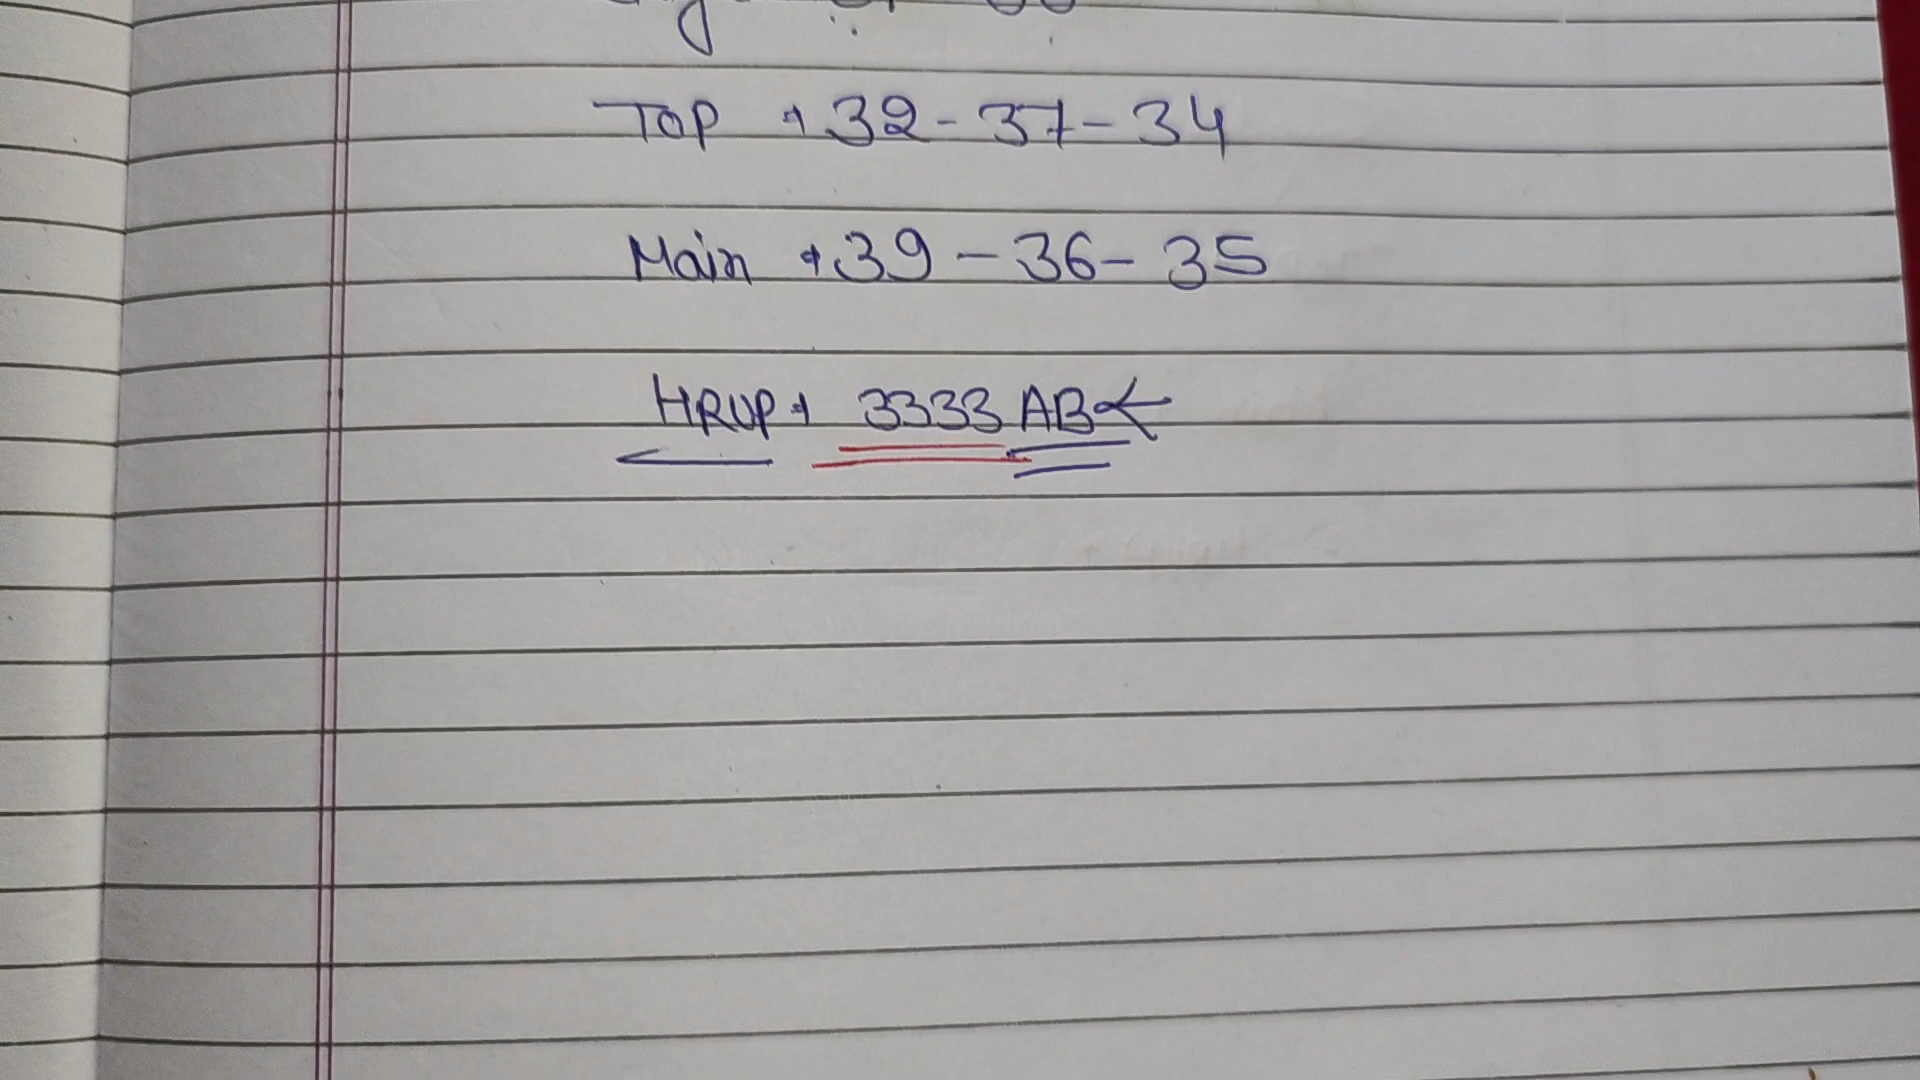 Top + 32 - 37 - 34
Main + 39 - 36 - 35
HRUP + 3333 AB